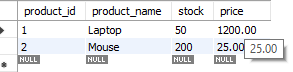 product_id product_name stock price
1 Laptop 50 1200.00
2 Mouse 200 25.00
NULL NULL NULL NULL
25.00